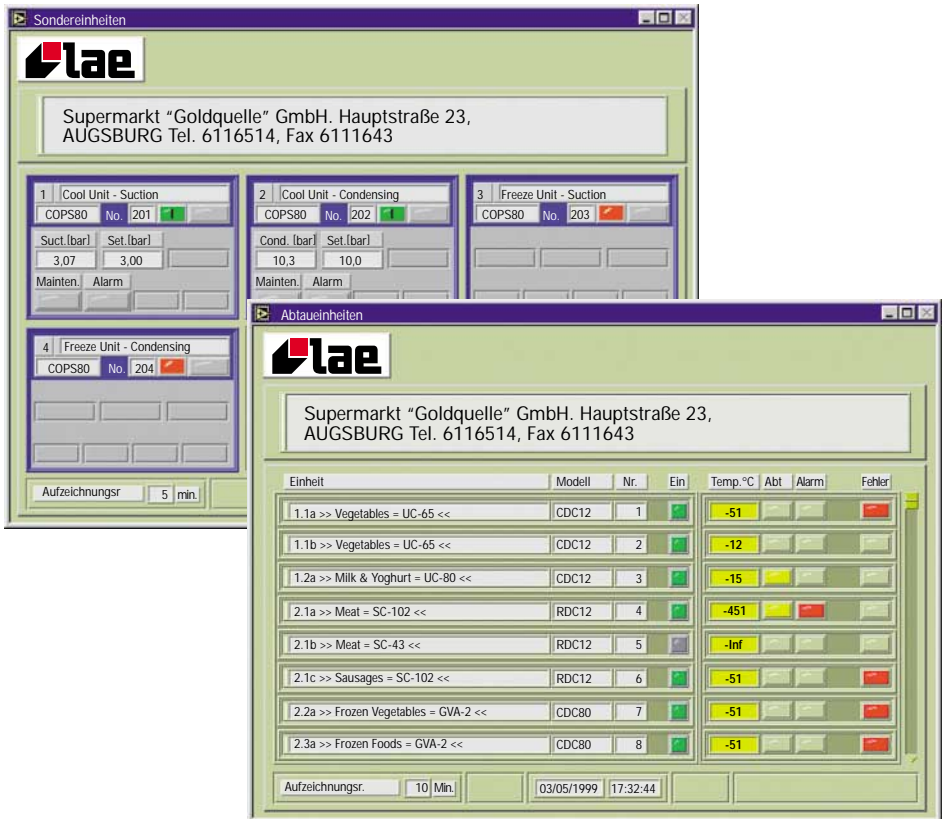 Sondereinheiten
lae
Supermarkt “Goldquelle” GmbH. Hauptstraße 23,
AUGSBURG Tel. 6116514, Fax 6111643
1 Cool Unit - Suction
COPS80 No. 201
Suct.[bar] Set.[bar]
3,07 3,00
Mainten. Alarm
2 Cool Unit - Condensing
COPS80 No. 202
Cond. [bar] Set.[bar]
10,3 10,0
Mainten. Alarm
3 Freeze Unit - Suction
COPS80 No. 203
4 Freeze Unit - Condensing
COPS80 No. 204
Aufzeichnungsr 5 min.
Abtaueinheiten
lae
Supermarkt “Goldquelle” GmbH. Hauptstraße 23,
AUGSBURG Tel. 6116514, Fax 6111643
Einheit Modell Nr. Ein Temp.°C Abt Alarm Fehler
1.1a >> Vegetables = UC-65 << CDC12 1 -51
1.1b >> Vegetables = UC-65 << CDC12 2 -12
1.2a >> Milk & Yoghurt = UC-80 << CDC12 3 -15
2.1a >> Meat = SC-102 << RDC12 4 -451
2.1b >> Meat = SC-43 << RDC12 5 -Inf
2.1c >> Sausages = SC-102 << RDC12 6 -51
2.2a >> Frozen Vegetables = GVA-2 << CDC80 7 -51
2.3a >> Frozen Foods = GVA-2 << CDC80 8 -51
Aufzeichnungsr. 10 Min. 03/05/1999 17:32:44